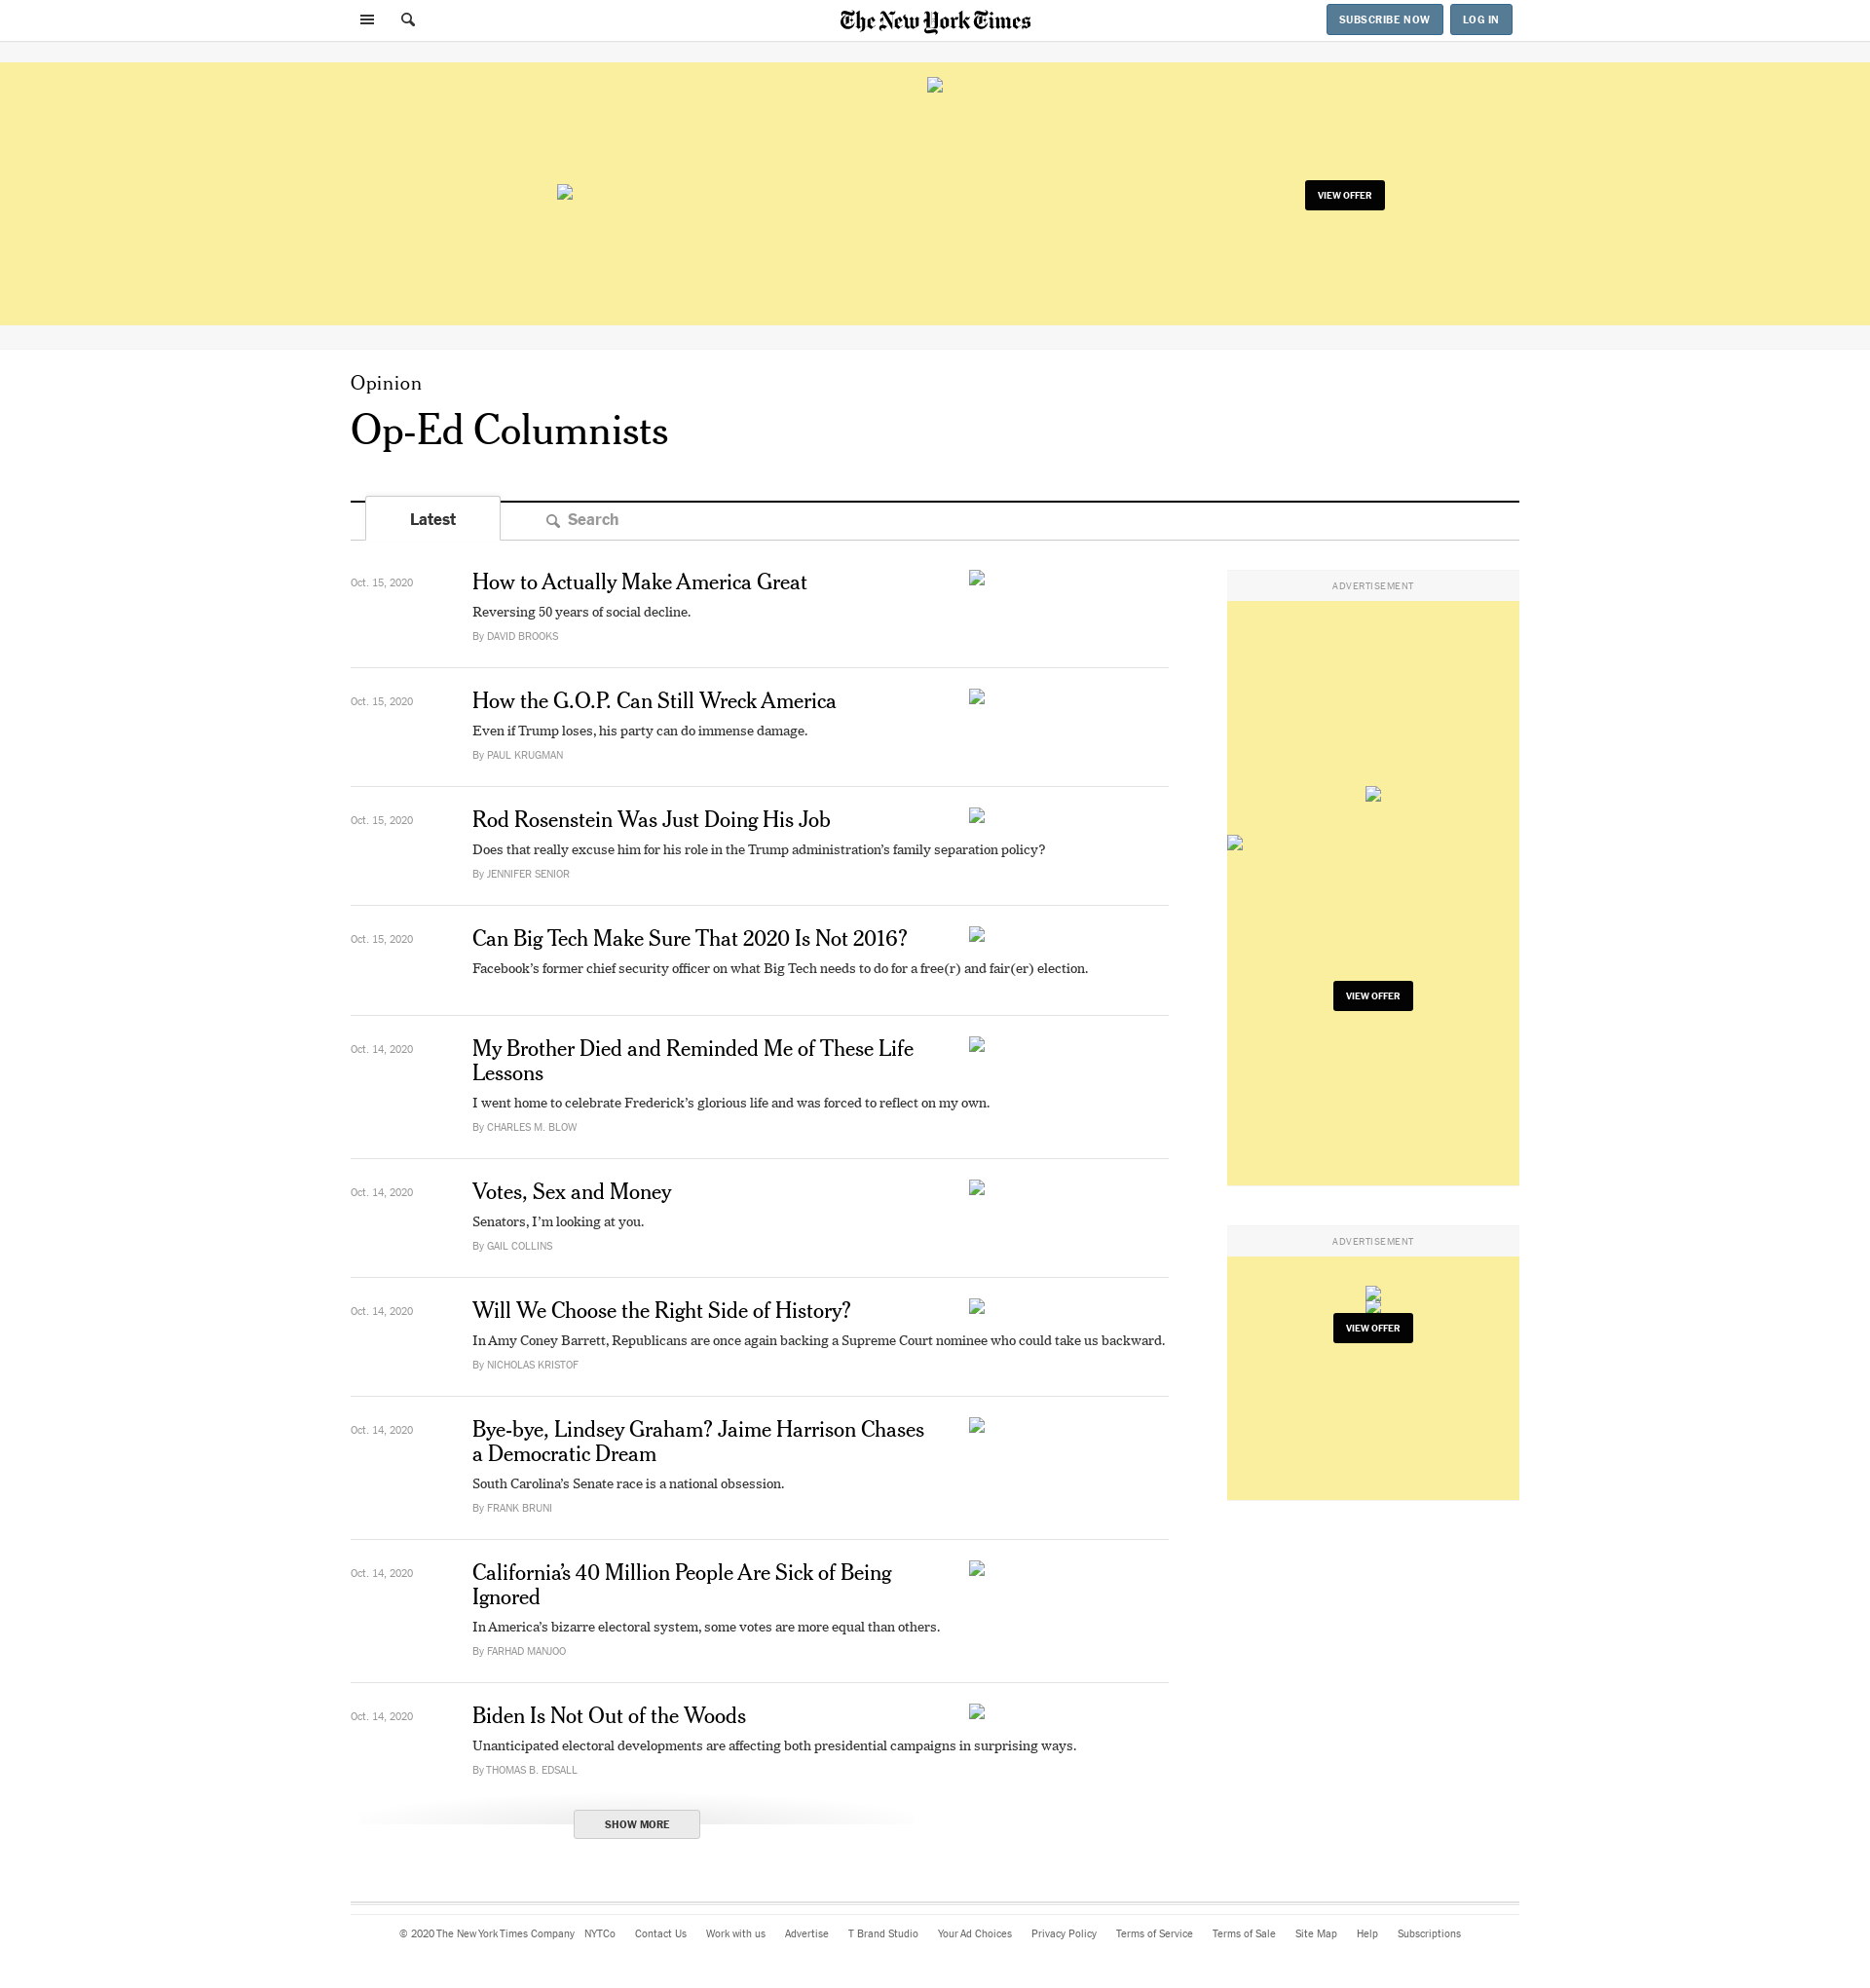 The New York Times
SUBSCRIBE NOW
LOG IN
VIEW OFFER
Opinion
Op-Ed Columnists
Latest
Search
Oct. 15, 2020
How to Actually Make America Great
Reversing 50 years of social decline.
By DAVID BROOKS
Oct. 15, 2020
How the G.O.P. Can Still Wreck America
Even if Trump loses, his party can do immense damage.
By PAUL KRUGMAN
Oct. 15, 2020
Rod Rosenstein Was Just Doing His Job
Does that really excuse him for his role in the Trump administration’s family separation policy?
By JENNIFER SENIOR
Oct. 15, 2020
Can Big Tech Make Sure That 2020 Is Not 2016?
Facebook’s former chief security officer on what Big Tech needs to do for a free(r) and fair(er) election.
Oct. 14, 2020
My Brother Died and Reminded Me of These Life
Lessons
I went home to celebrate Frederick’s glorious life and was forced to reflect on my own.
By CHARLES M. BLOW
Oct. 14, 2020
Votes, Sex and Money
Senators, I’m looking at you.
By GAIL COLLINS
Oct. 14, 2020
Will We Choose the Right Side of History?
In Amy Coney Barrett, Republicans are once again backing a Supreme Court nominee who could take us backward.
By NICHOLAS KRISTOF
Oct. 14, 2020
Bye-bye, Lindsey Graham? Jaime Harrison Chases
a Democratic Dream
South Carolina’s Senate race is a national obsession.
By FRANK BRUNI
Oct. 14, 2020
California’s 40 Million People Are Sick of Being
Ignored
In America’s bizarre electoral system, some votes are more equal than others.
By FARHAD MANJOO
Oct. 14, 2020
Biden Is Not Out of the Woods
Unanticipated electoral developments are affecting both presidential campaigns in surprising ways.
By THOMAS B. EDSALL
SHOW MORE
ADVERTISEMENT
VIEW OFFER
ADVERTISEMENT
VIEW OFFER
© 2020 The New York Times Company NYTCo Contact Us Work with us Advertise T Brand Studio Your Ad Choices Privacy Policy Terms of Service Terms of Sale Site Map Help Subscriptions